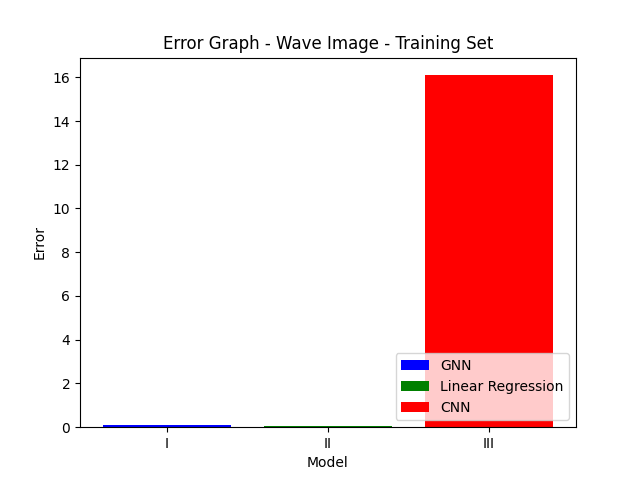 Error Graph - Wave Image - Training Set
16
14
12
10
8
6
4
2
0
Error
I
II
III
Model
GNN
Linear Regression
CNN